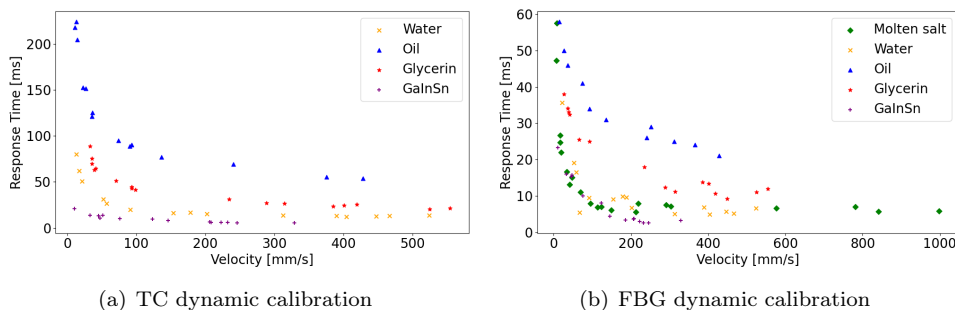 Response Time [ms]
200
150
100
50
0
Water
Oil
Glycerin
GaInSn
0 100 200 300 400 500
Velocity [mm/s]
(a) TC dynamic calibration
Response Time [ms]
60
50
40
30
20
10
0
Molten salt
Water
Oil
Glycerin
GaInSn
0 200 400 600 800 1000
Velocity [mm/s]
(b) FBG dynamic calibration